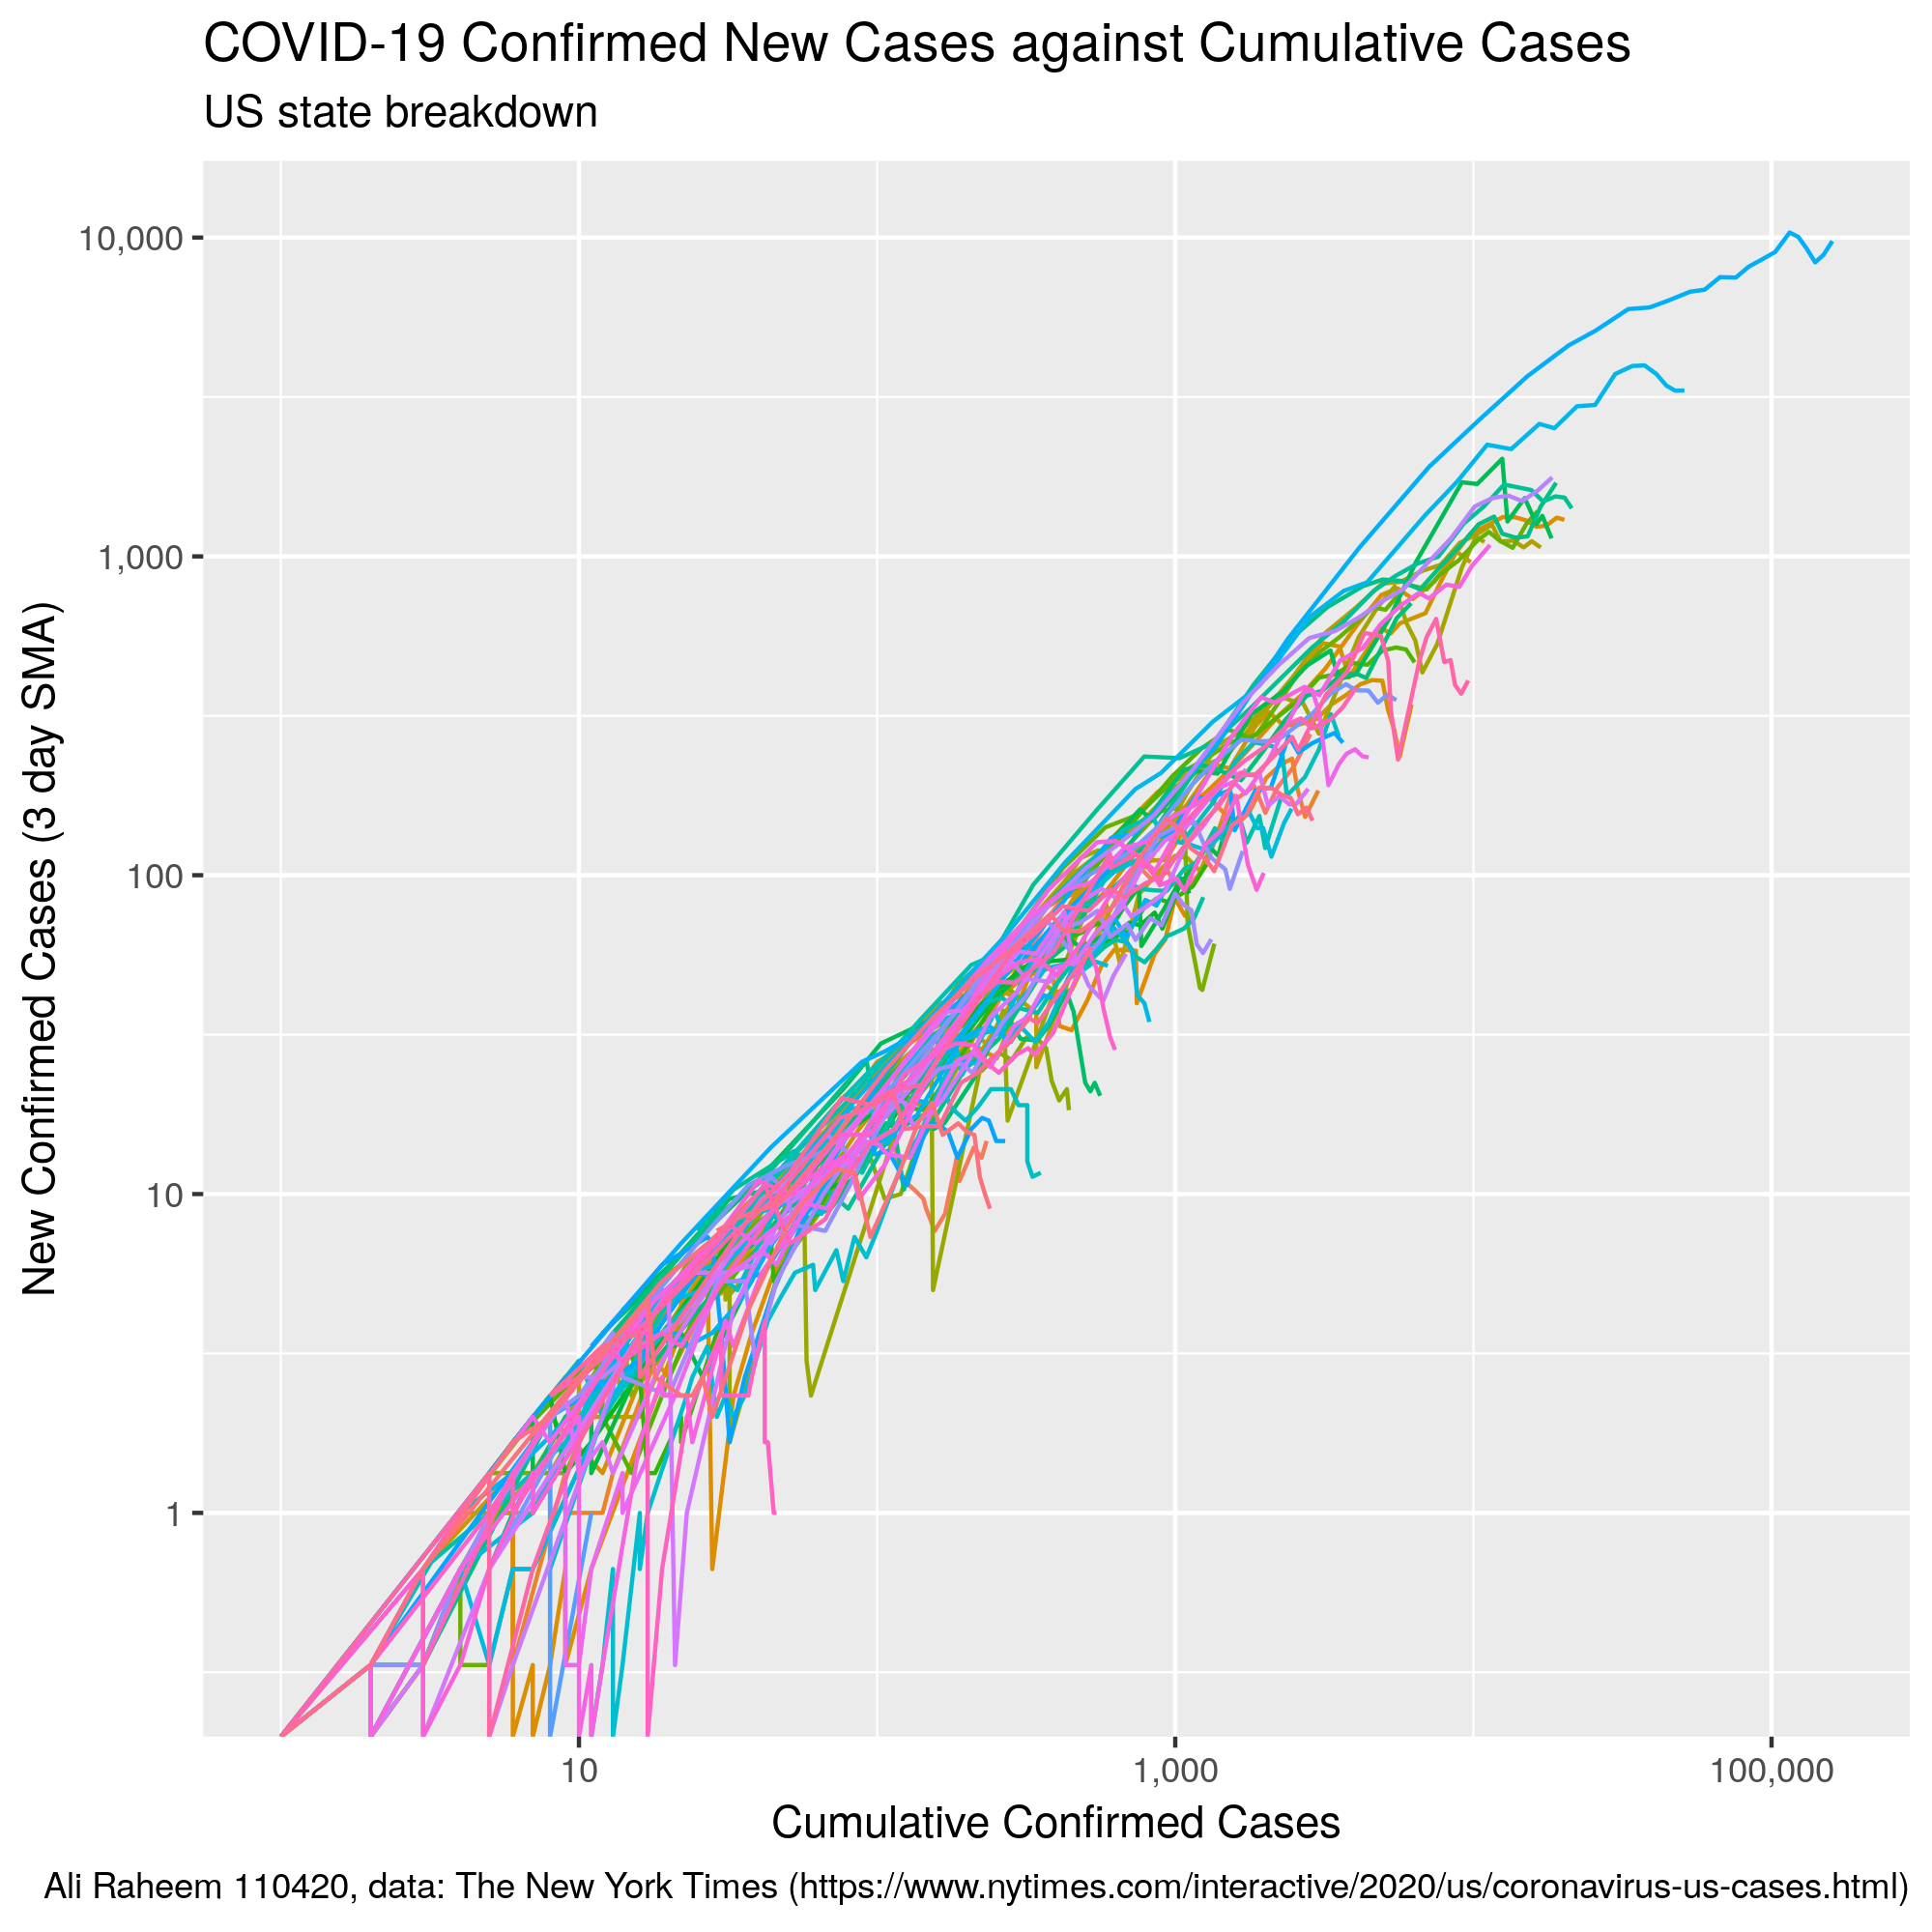 COVID-19 Confirmed New Cases against Cumulative Cases
US state breakdown
New Confirmed Cases (3 day SMA)
10,000
1,000
100
10
1
10
1,000
100,000
Cumulative Confirmed Cases
Ali Raheem 110420, data: The New York Times (https://www.nytimes.com/interactive/2020/us/coronavirus-us-cases.html)